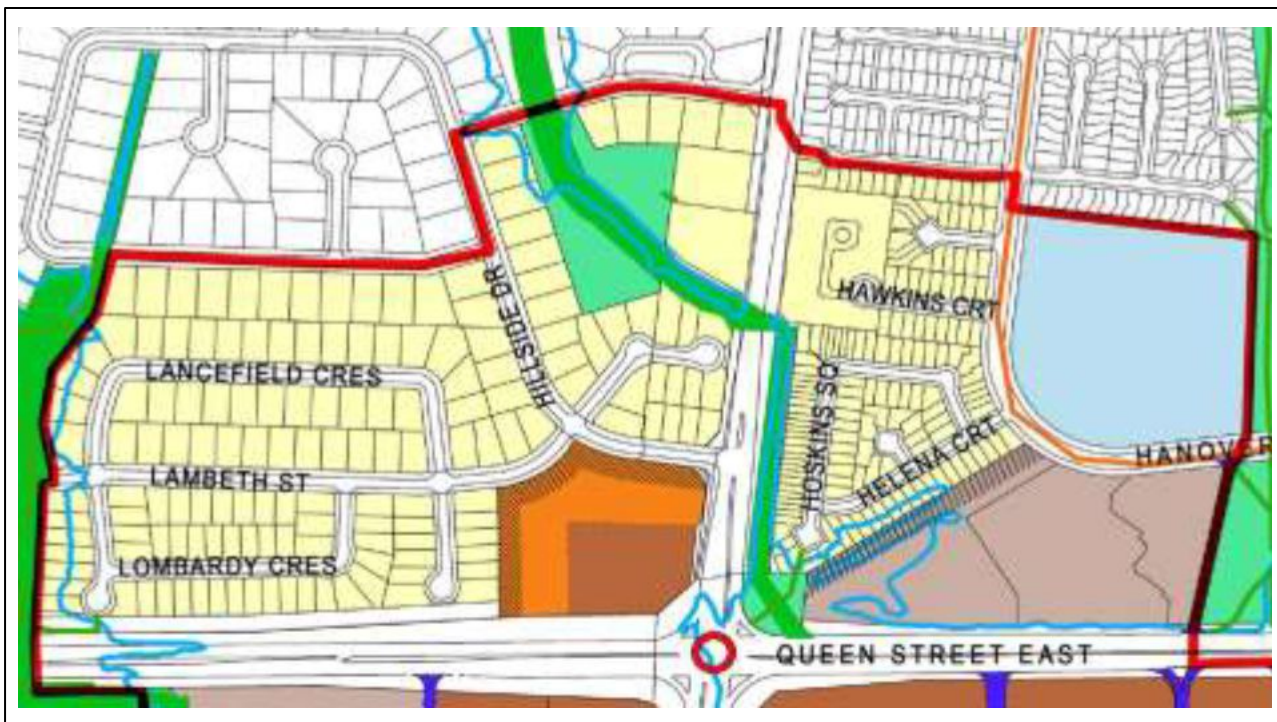 HILLSIDE DR
HAWKINS CRT
LANCEFIELD CRES
HOSKINS SQ
HELENA CRT
HANOVER
LAMBETH ST
LOMBARDY CRES
QUEEN STREET EAST